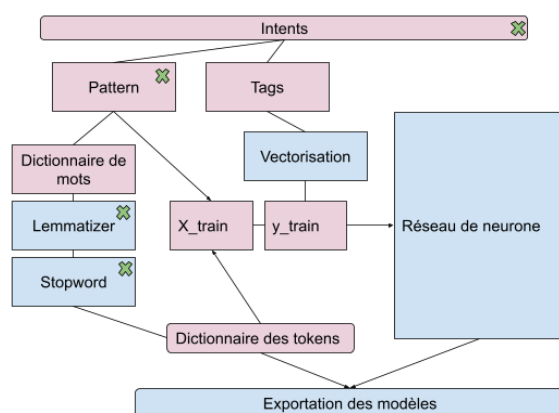 Intents
Pattern
Tags
Dictionnaire de
mots
Vectorisation
Lemmatizer
X_train
y_train
Réseau de neurone
Stopword
Dictionnaire des tokens
Exportation des modèles